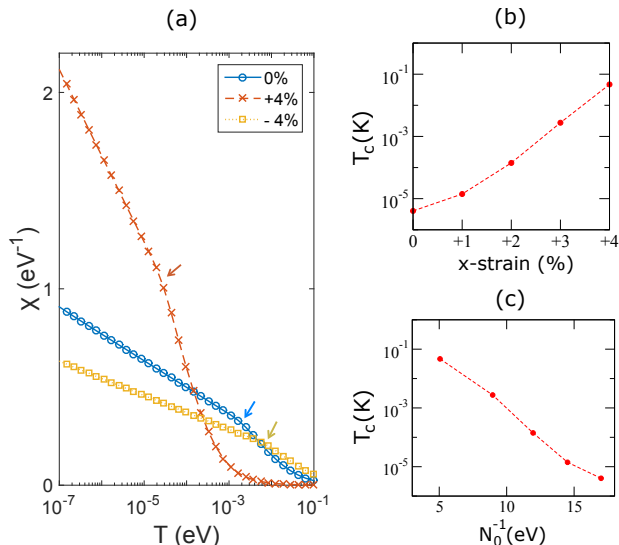 (a)
2
1
0
χ (eV⁻¹)
10⁻⁷
10⁻⁵
10⁻³
10⁻¹
T (eV)
0%
+4%
- 4%
(b)
10⁻¹
10⁻³
10⁻⁵
T_c(K)
0
+1
+2
+3
+4
x-strain (%)
(c)
10⁻¹
10⁻³
10⁻⁵
T_c(K)
5
10
15
N₀⁻¹(eV)